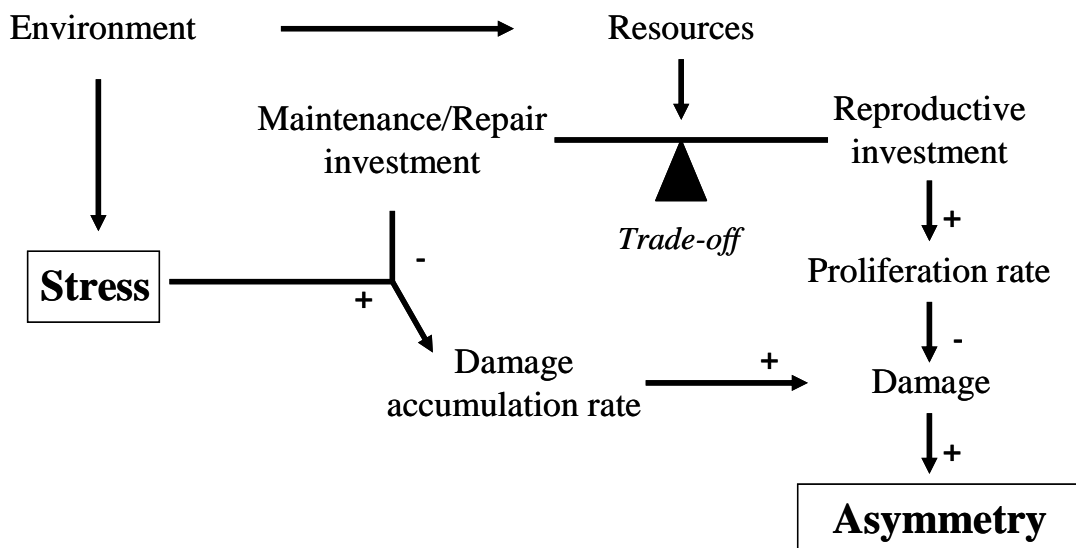 Environment
Resources
Maintenance/Repair
investment
Reproductive
investment
Trade-off
+
-
Stress
+
Proliferation rate
-
Damage
accumulation rate
+
Damage
+
Asymmetry